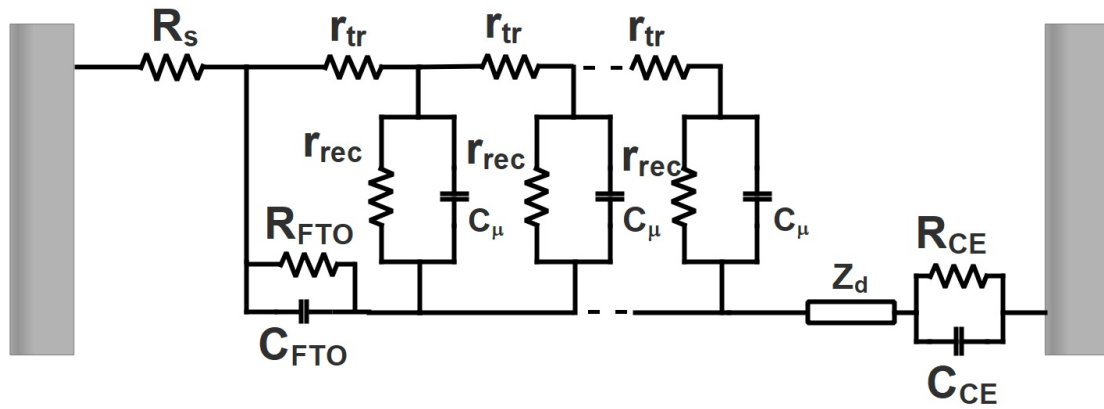 Rs
rtr
rtr
rtr
rrec
rrec
rrec
Cμ
Cμ
Cμ
RFTO
CFTO
Zd
RCE
CCE